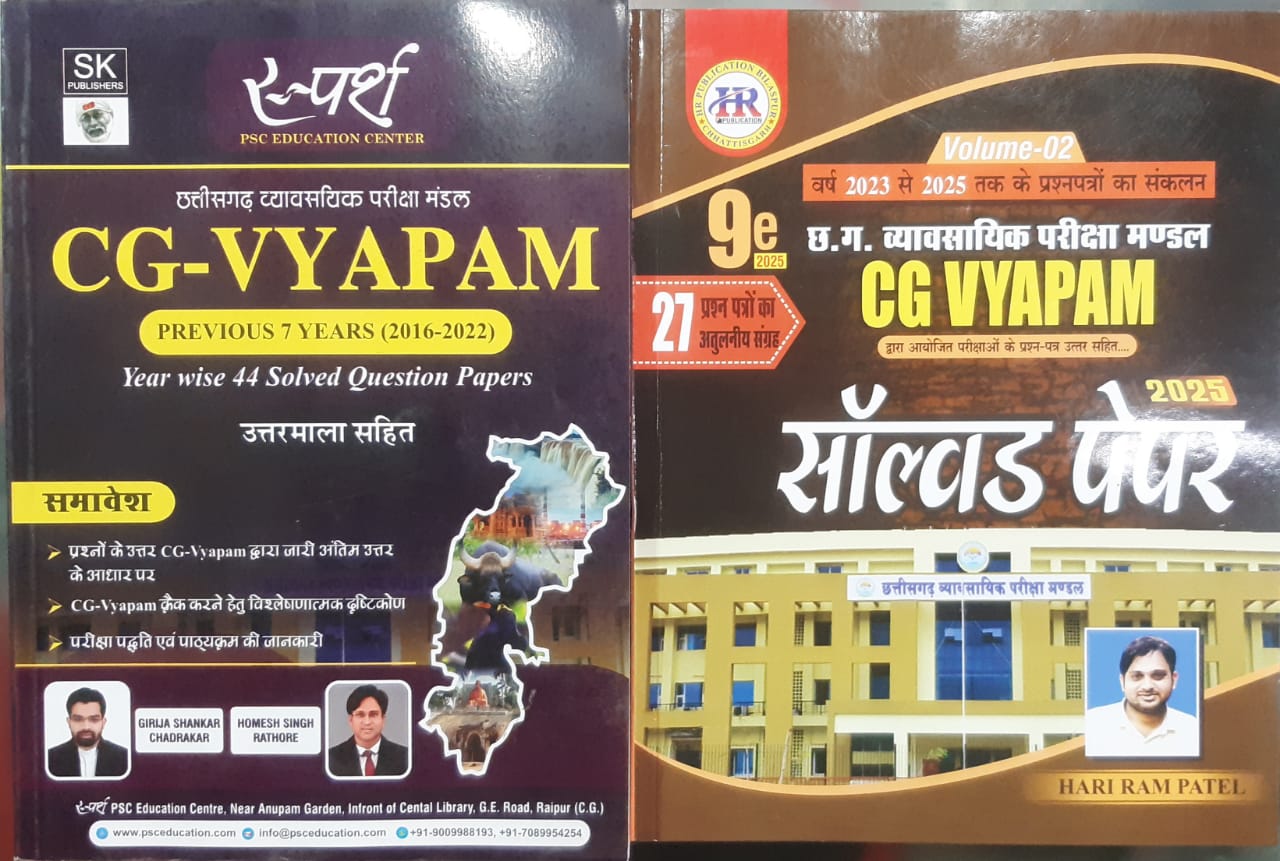 SK
PUBLISHERS
स्पर्श
PSC EDUCATION CENTER
छत्तीसगढ़ व्यावसयिक परीक्षा मंडल
CG-VYAPAM
PREVIOUS 7 YEARS (2016-2022)
Year wise 44 Solved Question Papers
उत्तरमाला सहित
समावेश
प्रश्नों के उत्तर CG-Vyapam द्वारा जारी अंतिम उत्तर
के आधार पर
CG-Vyapam क्रैक करने हेतु विश्लेषणात्मक दृष्टिकोण
परीक्षा पद्धति एवं पाठ्यक्रम की जानकारी
GIRIJA SHANKAR
CHADRAKAR
HOMESH SINGH
RATHORE
स्पर्श PSC Education Centre, Near Anupam Garden, Infront of Cental Library, G.E. Road, Raipur (C.G.)
www.psceducation.com info@psceducation.com +91-9009988193, +91-7089954254
HR PUBLICATION BILASPUR
HR
PUBLICATION
CHHATTISGARH
Volume-02
वर्ष 2023 से 2025 तक के प्रश्नपत्रों का संकलन
9e
2025
छ.ग. व्यावसायिक परीक्षा मण्डल
CG VYAPAM
27 प्रश्न पत्रों का
अतुलनीय संग्रह
द्वारा आयोजित परीक्षाओं के प्रश्न-पत्र उत्तर सहित....
2025
सॉल्वड पेपर
छत्तीसगढ़ व्यावसायिक परीक्षा मण्डल
HARI RAM PATEL